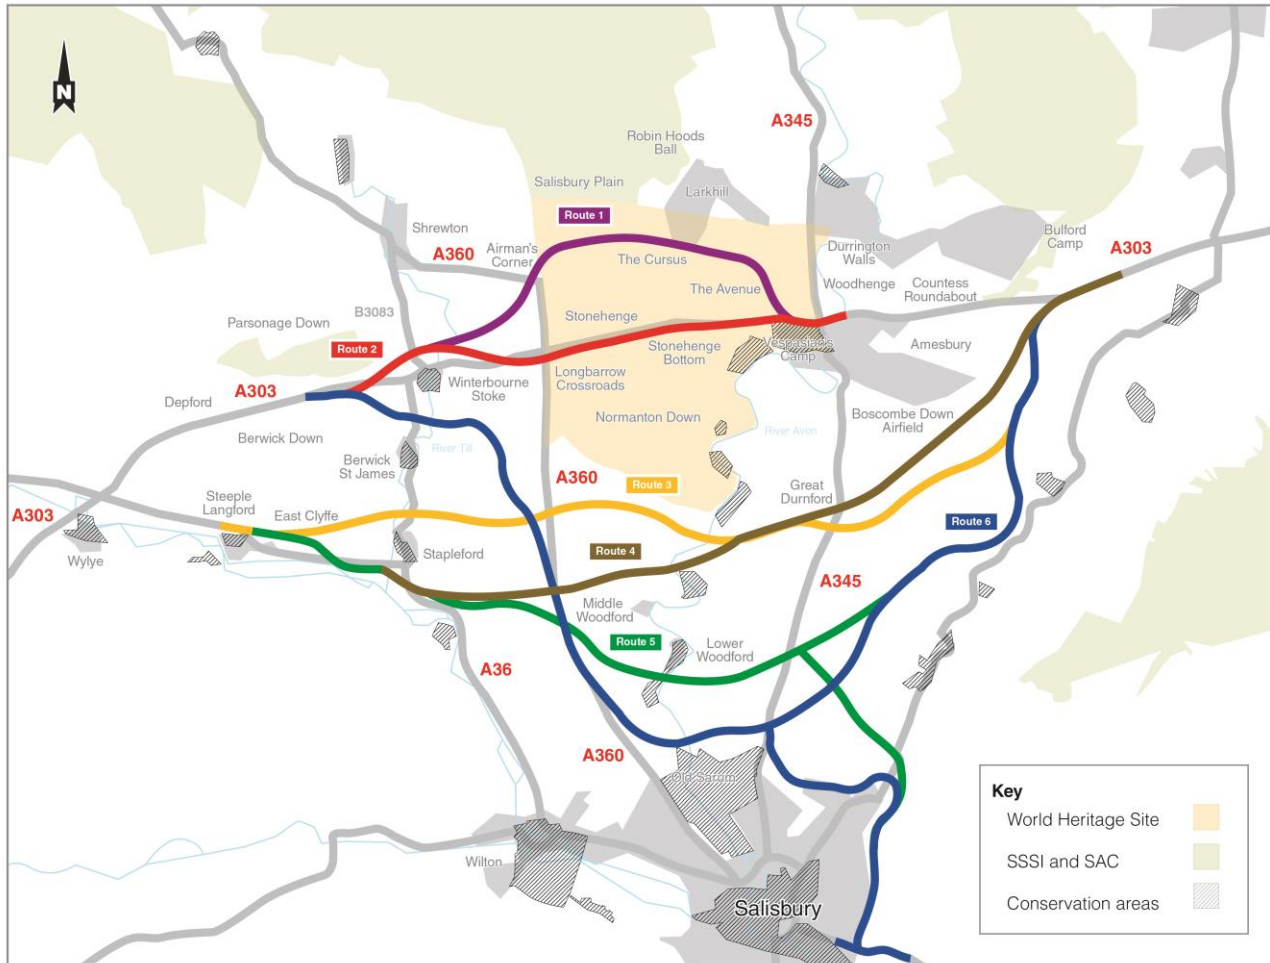 N
A345
Robin Hoods
Ball
Salisbury Plain
Larkhill
Route 1
Shrewton
A360
Airman's
Corner
The Cursus
Durrington
Walls
Bulford
Camp
A303
Woodhenge
The Avenue
Countess
Roundabout
B3083
Parsonage Down
Stonehenge
Route 2
Stonehenge
Bottom
Vespasian's
Camp
Amesbury
A303
Winterbourne
Stoke
Longbarrow
Crossroads
Depford
Normanton Down
Boscombe Down
Airfield
River Avon
Berwick Down
River Till
Berwick
St James
A360
Route 3
Great
Durnford
Steeple
Langford
A303
East Clyffe
Route 6
Wylye
Stapleford
Route 4
A345
Middle
Woodford
Route 5
Lower
Woodford
A36
A360
Old Sarum
Wilton
Salisbury
Key
World Heritage Site
SSSI and SAC
Conservation areas